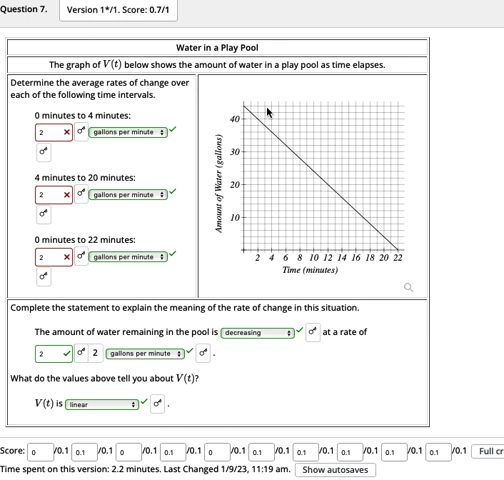 Question 7.
Version 1*/1. Score: 0.7/1
Water in a Play Pool
The graph of V(t) below shows the amount of water in a play pool as time elapses.
Determine the average rates of change over
each of the following time intervals.
0 minutes to 4 minutes:
2 gallons per minute
4 minutes to 20 minutes:
2 gallons per minute
0 minutes to 22 minutes:
2 gallons per minute
Amount of Water (gallons)
40
30
20
10
2 4 6 8 10 12 14 16 18 20 22
Time (minutes)
Complete the statement to explain the meaning of the rate of change in this situation.
The amount of water remaining in the pool is decreasing at a rate of
2 2 gallons per minute .
What do the values above tell you about V(t)?
V(t) is linear .
Score: 0 /0.1 0.1 /0.1 0 /0.1 0.1 /0.1 0 /0.1 0.1 /0.1 0.1 /0.1 0.1 /0.1 0.1 /0.1 0.1 /0.1 Full cr
Time spent on this version: 2.2 minutes. Last Changed 1/9/23, 11:19 am. Show autosaves